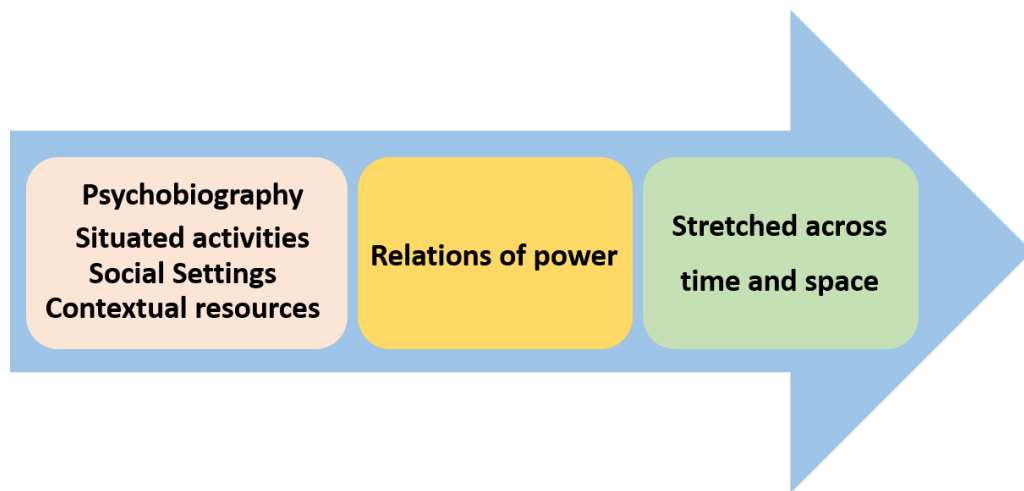 Psychobiography
Situated activities
Social Settings
Contextual resources
Relations of power
Stretched across
time and space